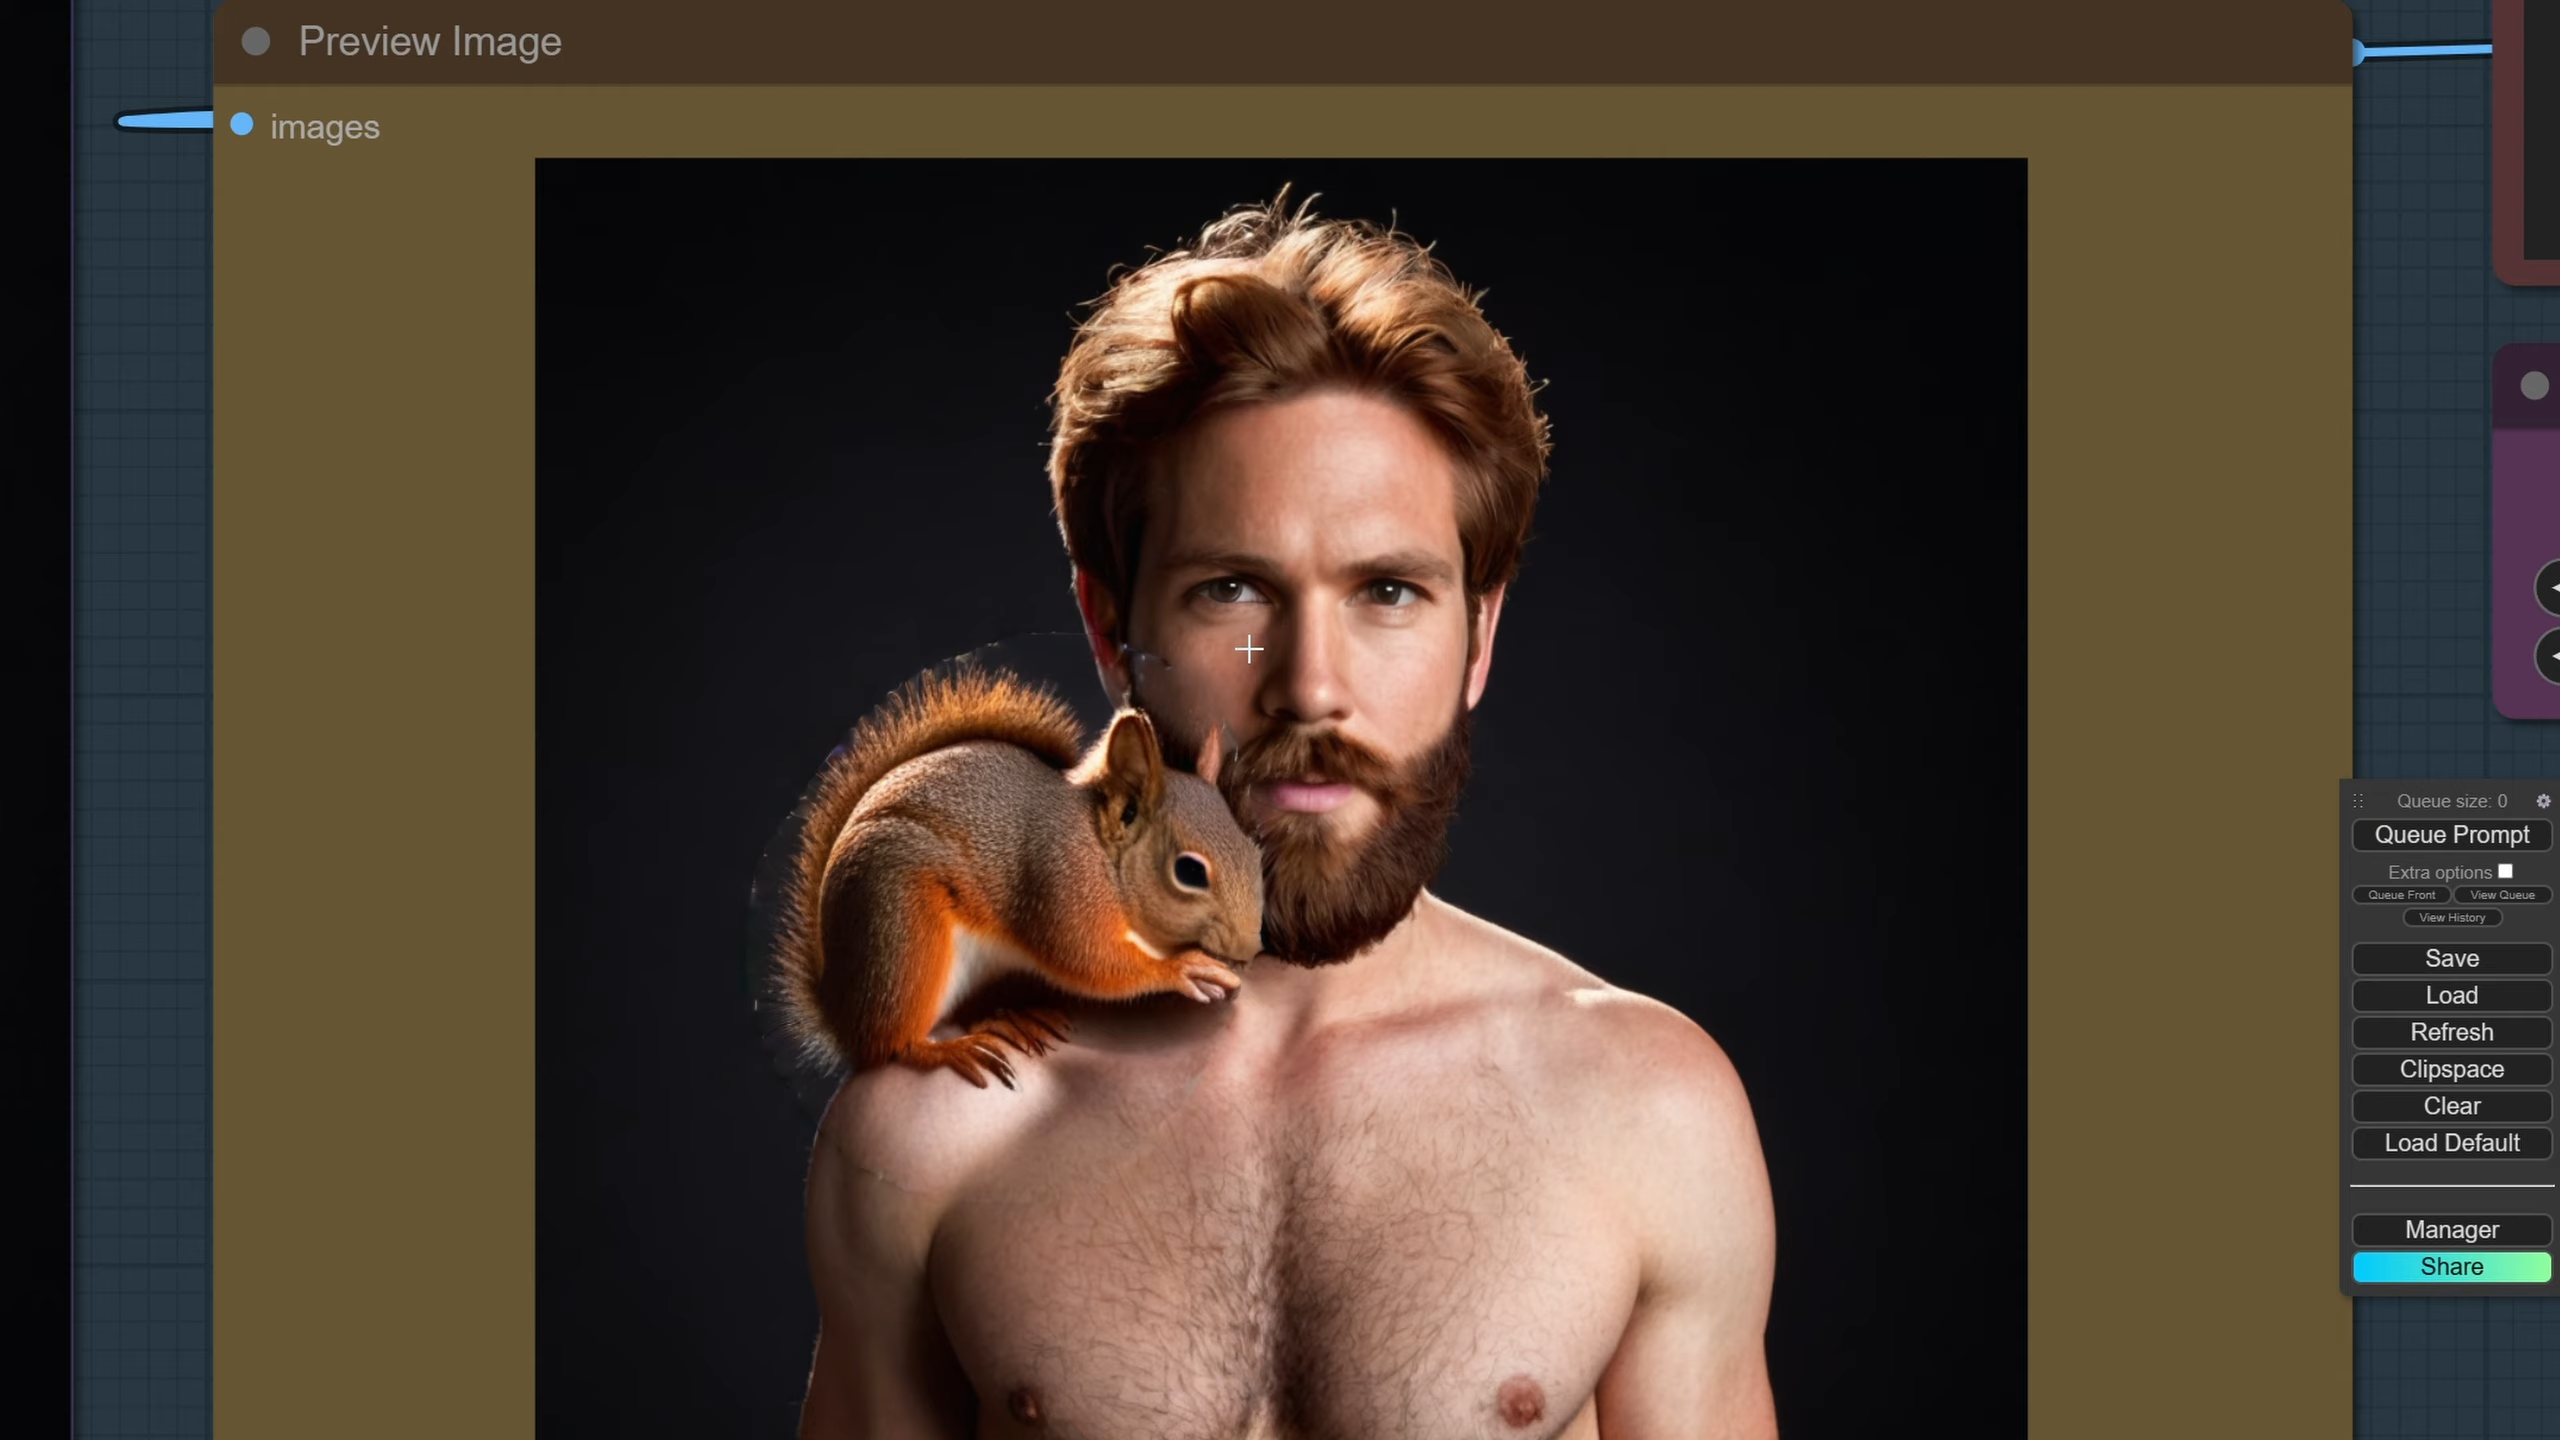 Preview Image
images
Queue size: 0
Queue Prompt
Extra options
Queue Front View Queue
View History
Save
Load
Refresh
Clipspace
Clear
Load Default
Manager
Share